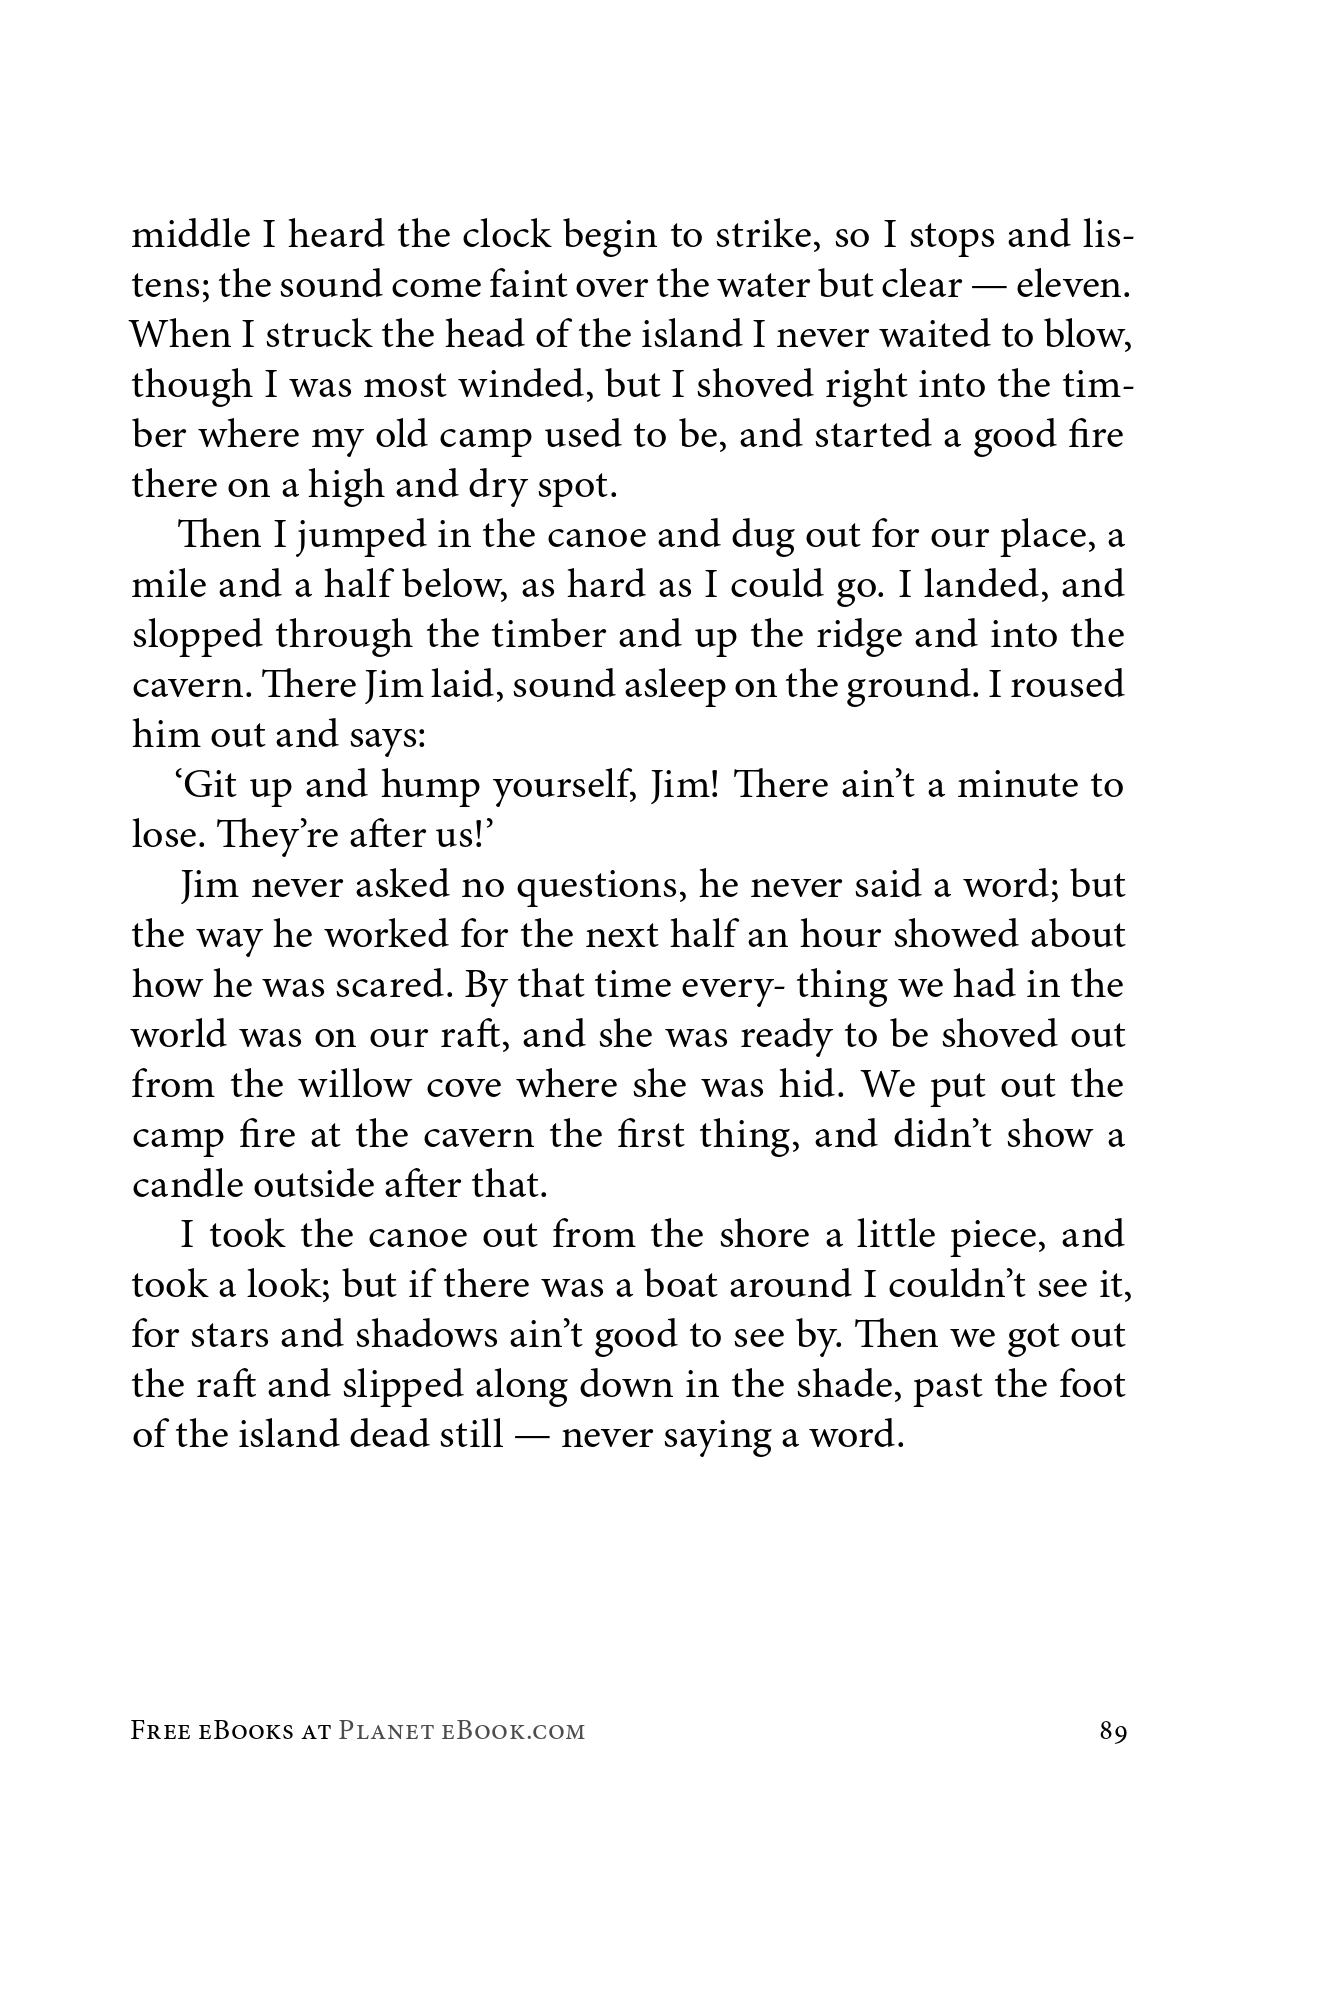 middle I heard the clock begin to strike, so I stops and lis-
tens; the sound come faint over the water but clear — eleven.
When I struck the head of the island I never waited to blow,
though I was most winded, but I shoved right into the tim-
ber where my old camp used to be, and started a good fire
there on a high and dry spot.
Then I jumped in the canoe and dug out for our place, a
mile and a half below, as hard as I could go. I landed, and
slopped through the timber and up the ridge and into the
cavern. There Jim laid, sound asleep on the ground. I roused
him out and says:
‘Git up and hump yourself, Jim! There ain’t a minute to
lose. They’re after us!’
Jim never asked no questions, he never said a word; but
the way he worked for the next half an hour showed about
how he was scared. By that time every- thing we had in the
world was on our raft, and she was ready to be shoved out
from the willow cove where she was hid. We put out the
camp fire at the cavern the first thing, and didn’t show a
candle outside after that.
I took the canoe out from the shore a little piece, and
took a look; but if there was a boat around I couldn’t see it,
for stars and shadows ain’t good to see by. Then we got out
the raft and slipped along down in the shade, past the foot
of the island dead still — never saying a word.
Free eBooks at Planet eBook.com 89